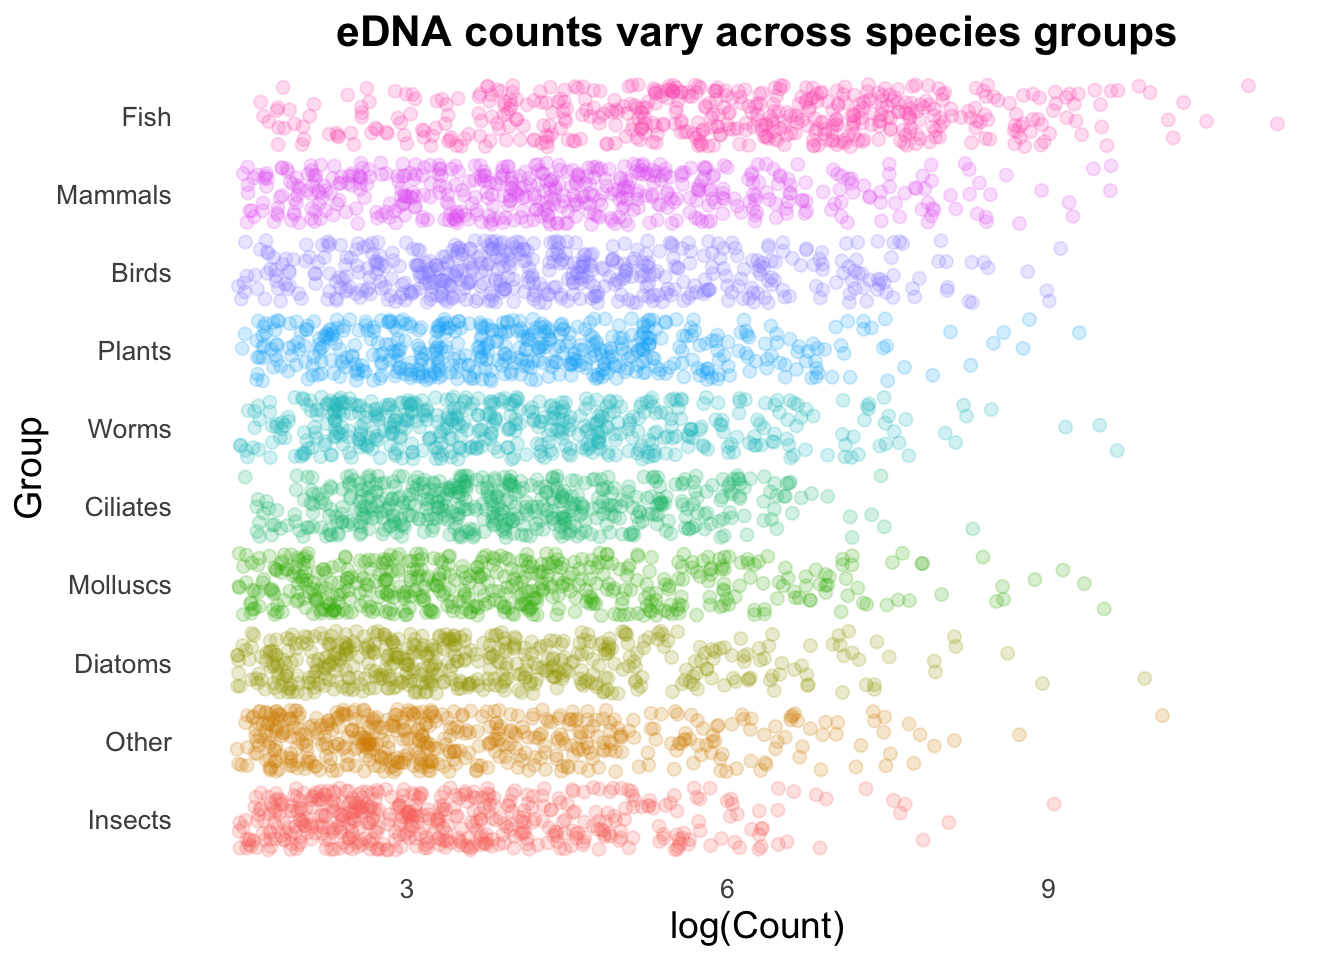 eDNA counts vary across species groups
Group
Fish
Mammals
Birds
Plants
Worms
Ciliates
Molluscs
Diatoms
Other
Insects
3 6 9
log(Count)